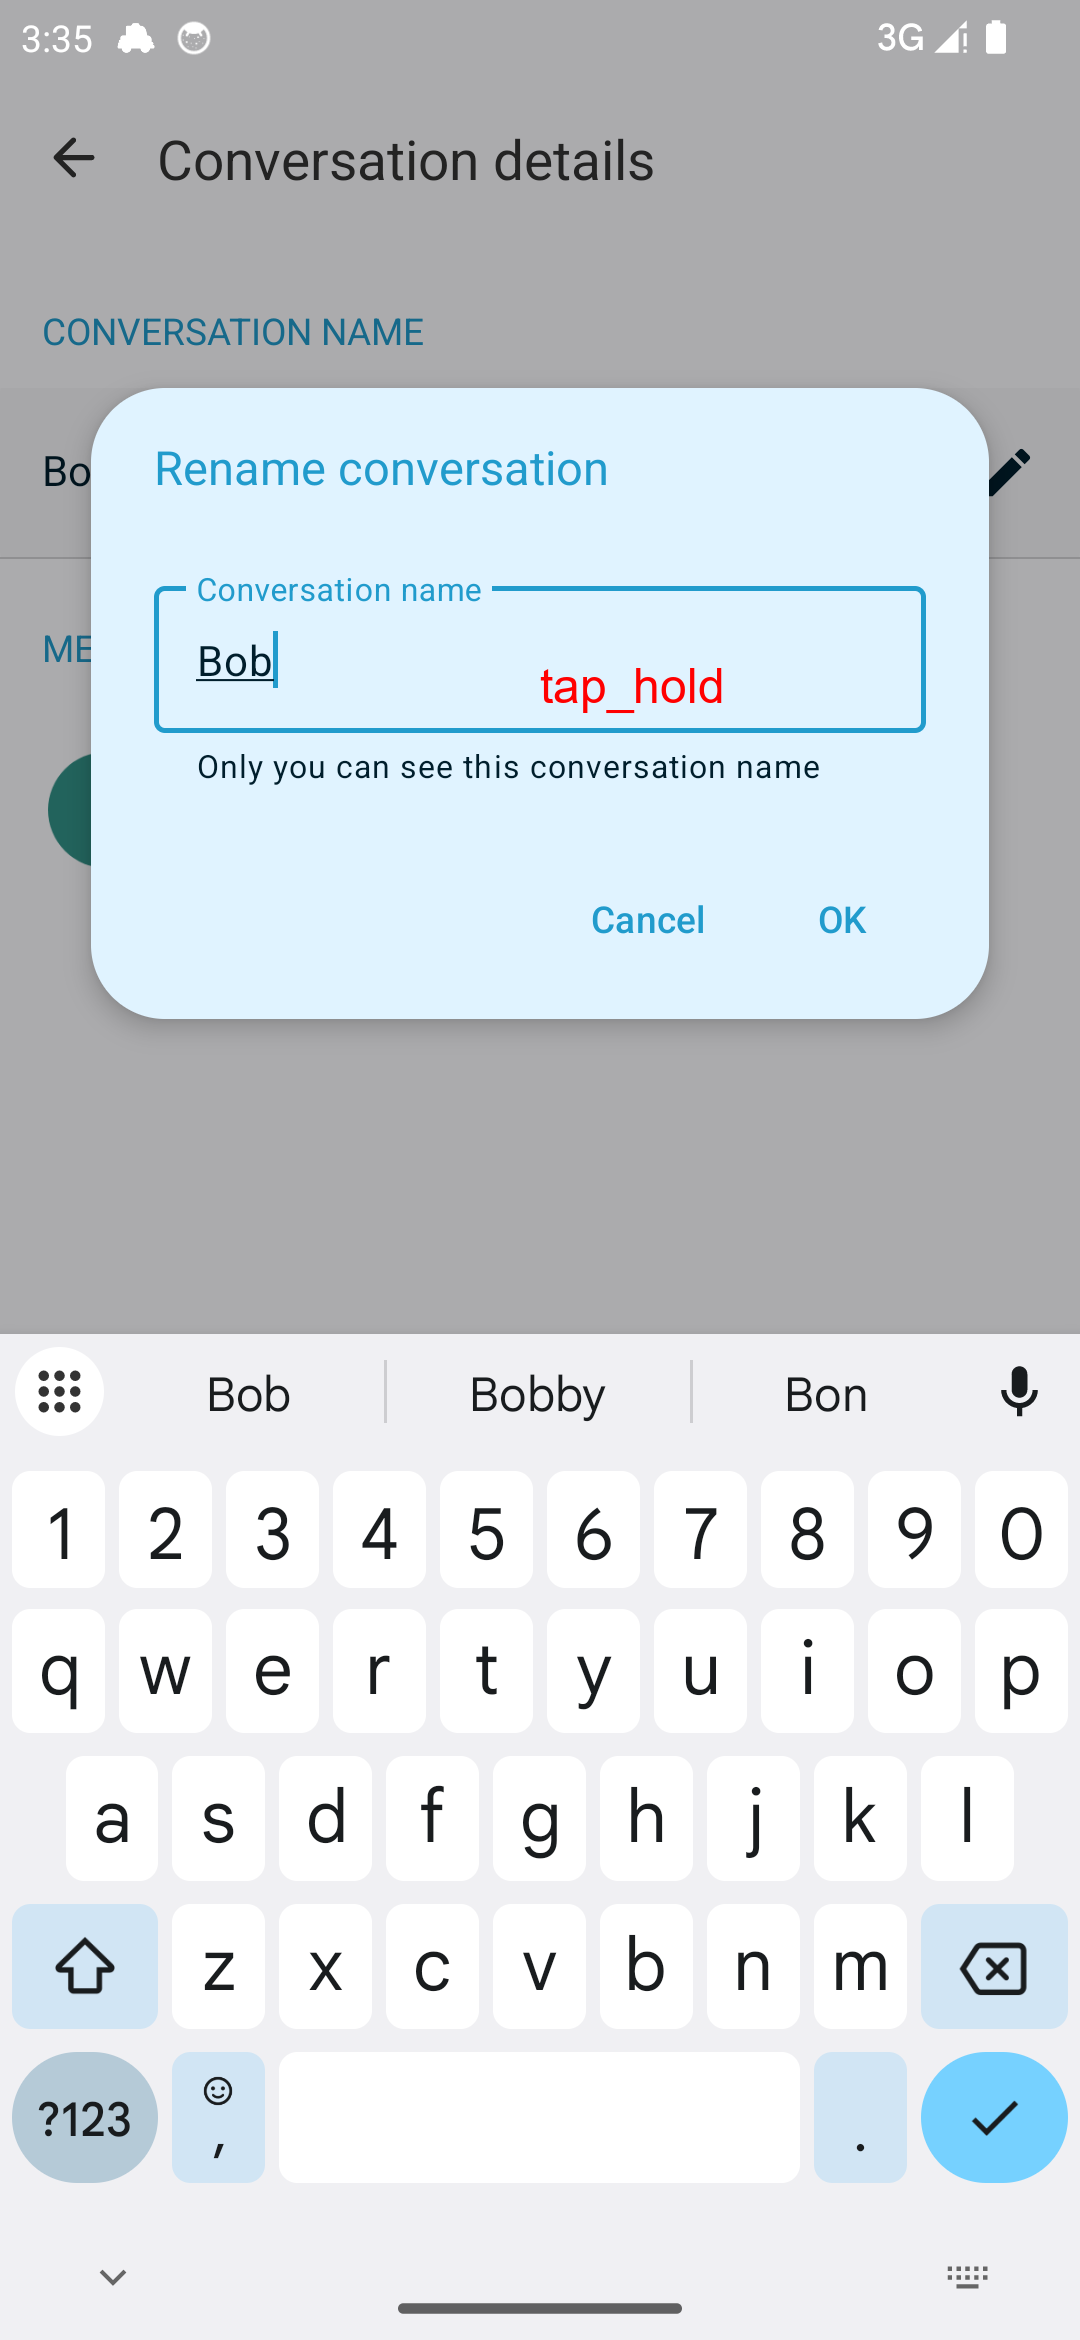 3:35
3G
Conversation details
CONVERSATION NAME
Bo
Rename conversation
Conversation name
Bob
tap_hold
ME
Only you can see this conversation name
Cancel OK
Bob Bobby Bon
1 2 3 4 5 6 7 8 9 0
q w e r t y u i o p
a s d f g h j k l
z x c v b n m
?123 , .